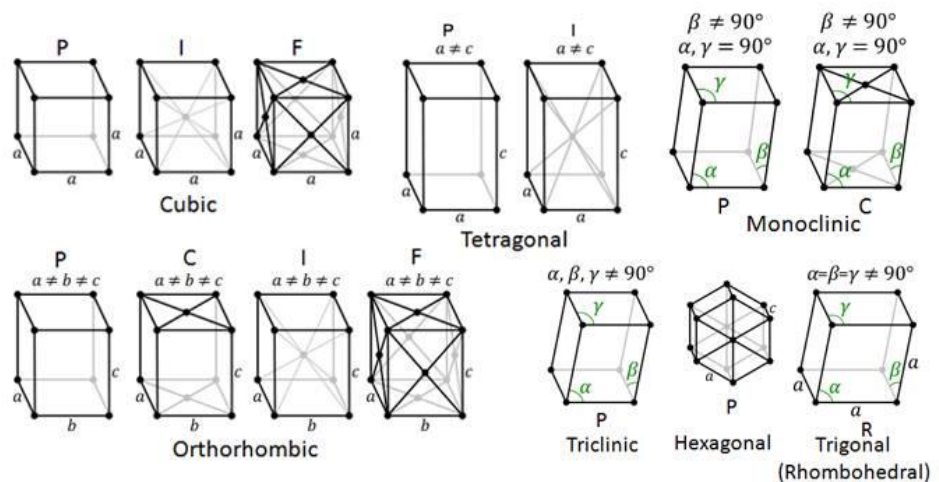 P I F
a a a
a a a
a a a
Cubic
P I
a ≠ c a ≠ c
c c
a a
a a
Tetragonal
β ≠ 90° β ≠ 90°
α, γ = 90° α, γ = 90°
γ γ
β β
α α
P C
Monoclinic
P C I F
a ≠ b ≠ c a ≠ b ≠ c a ≠ b ≠ c a ≠ b ≠ c
c c c c
a a a a
b b b b
Orthorhombic
α, β, γ ≠ 90°
γ
α β
P
Triclinic
c
a
P
Hexagonal
α=β=γ ≠ 90°
γ
a α β a
a
R
Trigonal
(Rhombohedral)